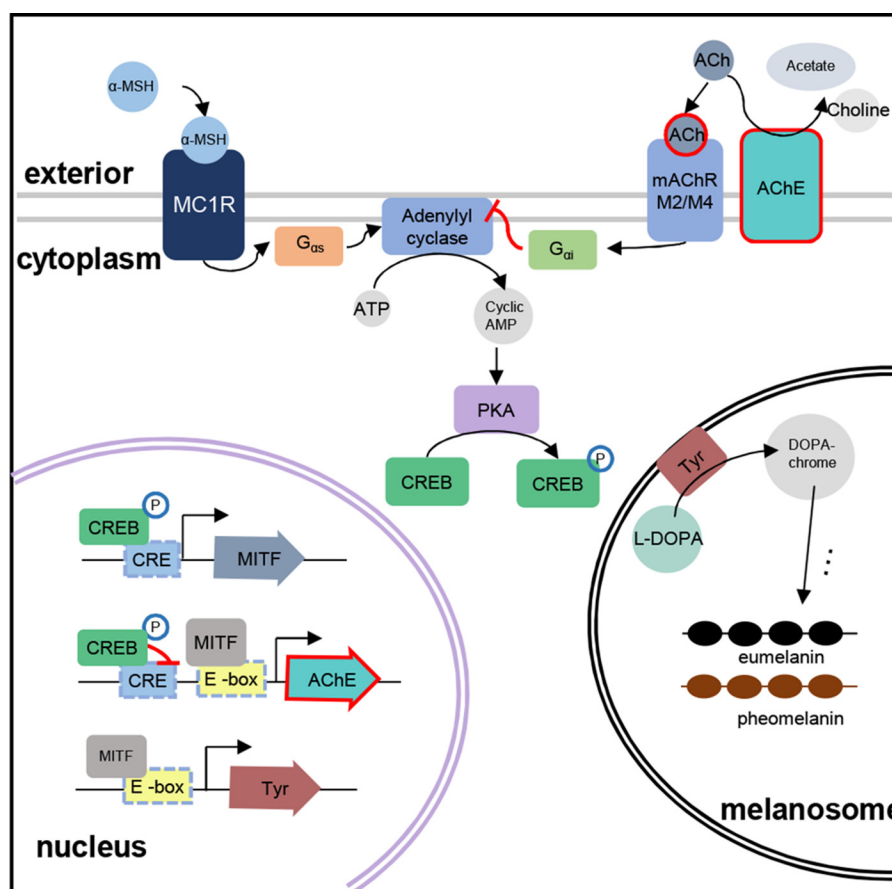 α-MSH
α-MSH
MC1R
ACh
ACh
Acetate
Choline
mAChR
M2/M4
AChE
exterior
cytoplasm
Gαs
Adenylyl
cyclase
Gαi
ATP
Cyclic
AMP
PKA
CREB
CREB
P
Tyr
DOPA-
chrome
L-DOPA
...
eumelanin
pheomelanin
melanosome
CREB
P
CRE
MITF
CREB
P
CRE
MITF
E -box
AChE
MITF
E -box
Tyr
nucleus